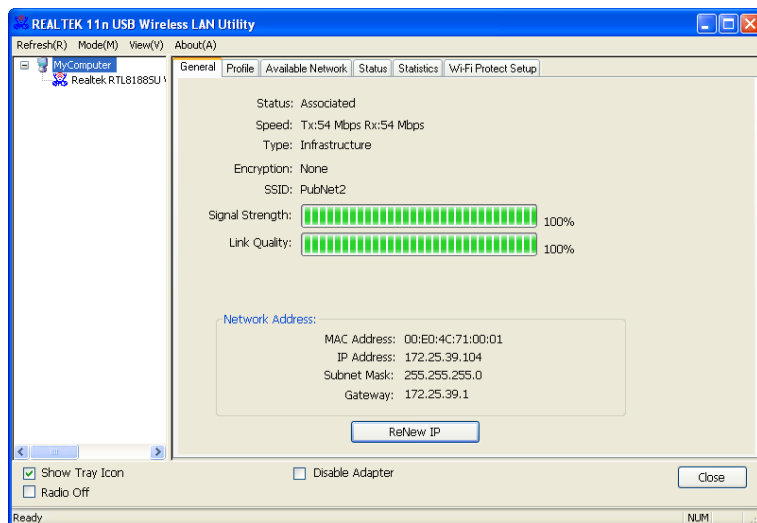 REALTEK 11n USB Wireless LAN Utility
Refresh(R) Mode(M) View(V) About(A)
MyComputer
Realtek RTL8188SU
General Profile Available Network Status Statistics Wi-Fi Protect Setup
Status: Associated
Speed: Tx:54 Mbps Rx:54 Mbps
Type: Infrastructure
Encryption: None
SSID: PubNet2
Signal Strength: 100%
Link Quality: 100%
Network Address:
MAC Address: 00:E0:4C:71:00:01
IP Address: 172.25.39.104
Subnet Mask: 255.255.255.0
Gateway: 172.25.39.1
ReNew IP
Show Tray Icon
Radio Off
Disable Adapter
Close
Ready
NUM